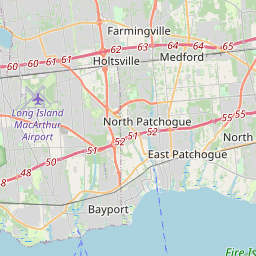 Farmingville
65
64
64
63
62
61
60
60
Medford
Holtsville
Long Island
MacArthur
Airport
North Patchogue
55
55
52
52
51
51
50
48
8
North
East Patchogue
Bayport
Fire Is